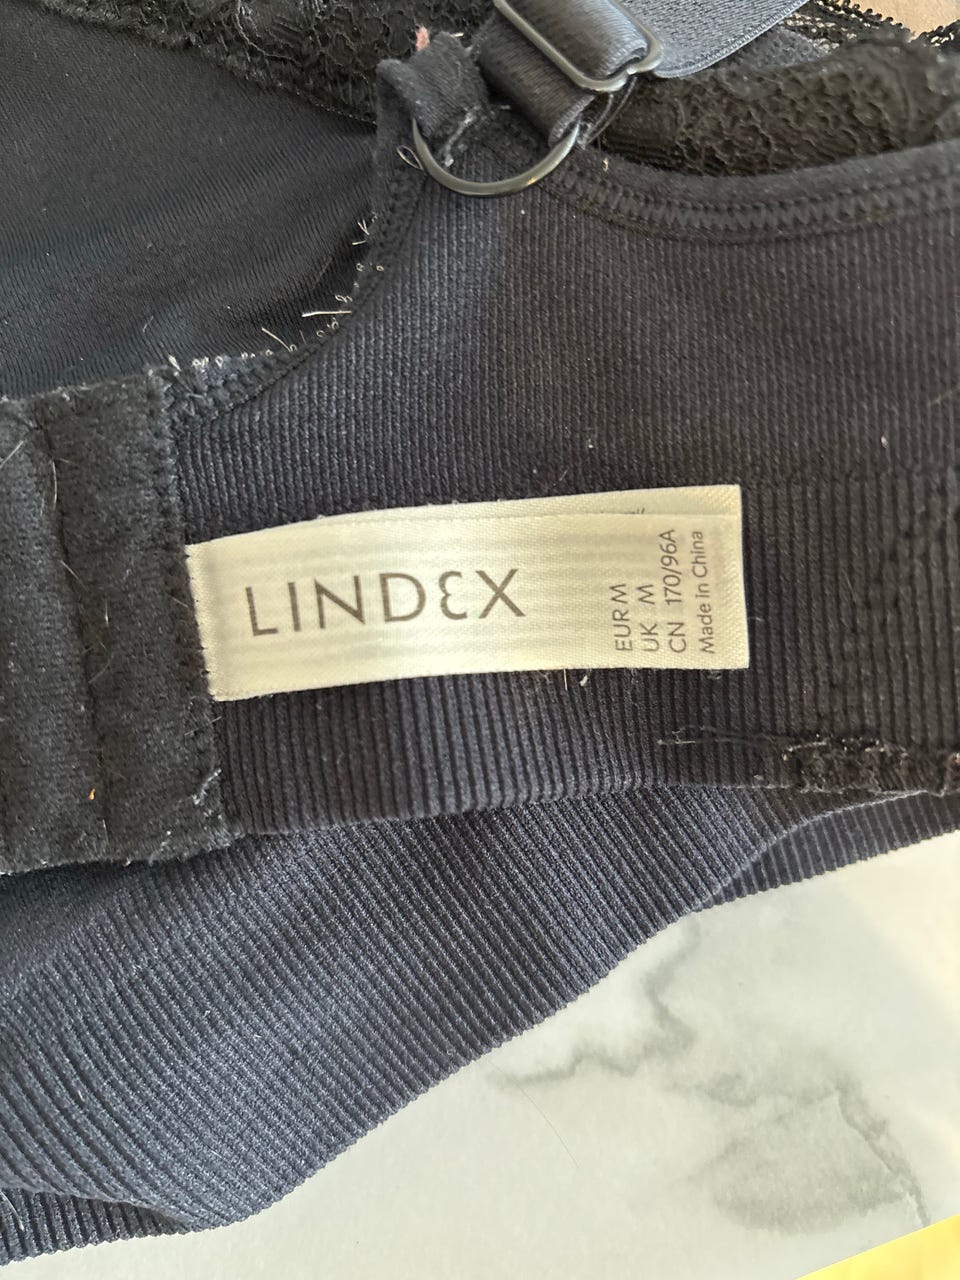 LINDEX
EUR M
UK M
CN 170/96A
Made in China